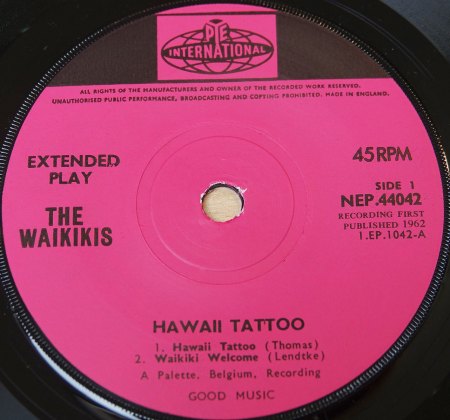 PYE
INTERNATIONAL
ALL RIGHTS OF THE MANUFACTURERS AND OWNER OF THE RECORDED WORK RESERVED.
UNAUTHORISED PUBLIC PERFORMANCE, BROADCASTING AND COPYING PROHIBITED. MADE IN ENGLAND.
EXTENDED
PLAY
THE
WAIKIKIS
45 RPM
SIDE 1
NEP.44042
RECORDING FIRST
PUBLISHED 1962
1.EP.1042-A
HAWAII TATTOO
1. Hawaii Tattoo (Thomas)
2. Waikiki Welcome (Lendtke)
A Palette, Belgium, Recording
GOOD MUSIC